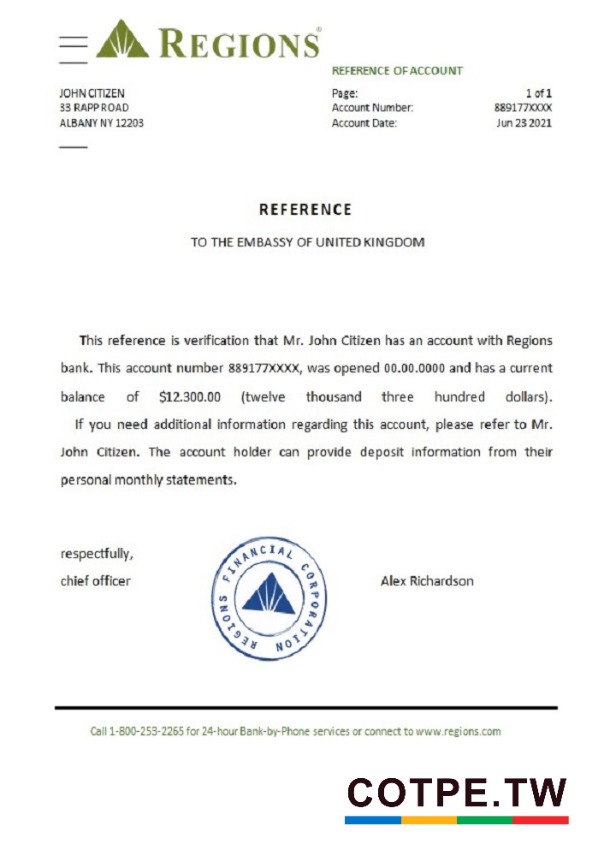 REGIONS®
REFERENCE OF ACCOUNT
JOHN CITIZEN
33 RAPP ROAD
ALBANY NY 12203
Page: 1 of 1
Account Number: 889177XXXX
Account Date: Jun 23 2021
REFERENCE
TO THE EMBASSY OF UNITED KINGDOM
This reference is verification that Mr. John Citizen has an account with Regions
bank. This account number 889177XXXX, was opened 00.00.0000 and has a current
balance of $12.300.00 (twelve thousand three hundred dollars).
If you need additional information regarding this account, please refer to Mr.
John Citizen. The account holder can provide deposit information from their
personal monthly statements.
respectfully,
chief officer
REGIONS FINANCIAL CORPORATION
Alex Richardson
Call 1-800-253-2265 for 24-hour Bank-by-Phone services or connect to www.regions.com
COTPE.TW